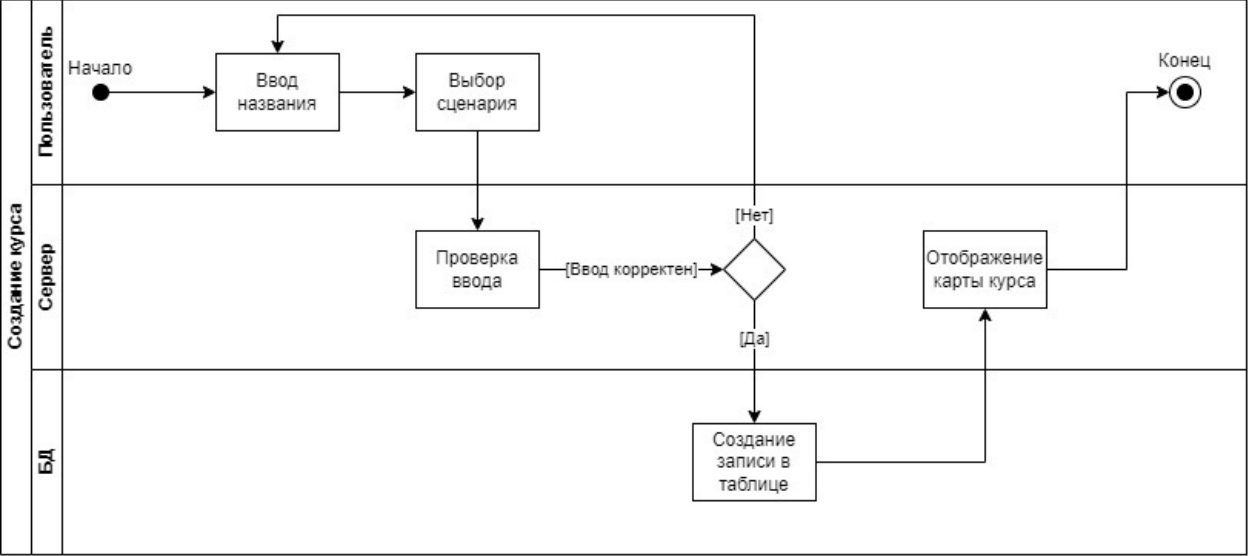 Создание курса
Пользователь
Начало
Ввод
названия
Выбор
сценария
Конец
Сервер
Проверка
ввода
[Ввод корректен]
[Нет]
[Да]
Отображение
карты курса
БД
Создание
записи в
таблице